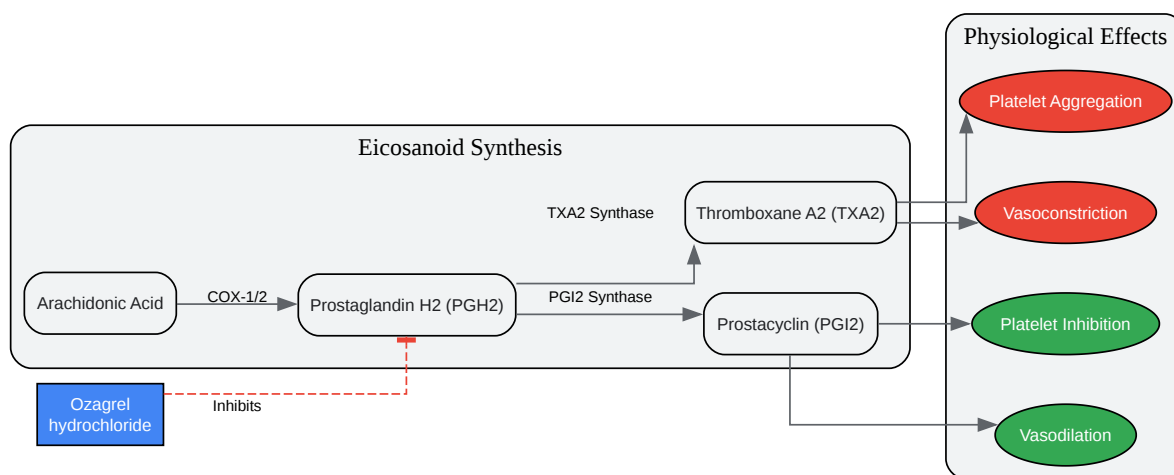 Physiological Effects
Platelet Aggregation
Eicosanoid Synthesis
TXA2 Synthase
Thromboxane A2 (TXA2)
Vasoconstriction
Arachidonic Acid
COX-1/2
Prostaglandin H2 (PGH2)
PGI2 Synthase
Prostacyclin (PGI2)
Platelet Inhibition
Ozagrel
hydrochloride
Inhibits
Vasodilation